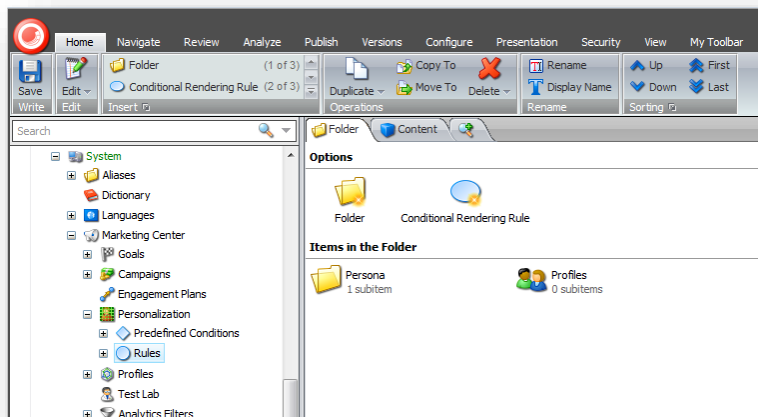 Home Navigate Review Analyze Publish Versions Configure Presentation Security View My Toolbar
Save Edit Folder (1 of 3) Duplicate Copy To Delete Rename Up First
Conditional Rendering Rule (2 of 3) Move To Display Name Down Last
Write Edit Insert Operations Rename Sorting
Search
Folder Content
System
Aliases
Dictionary
Languages
Marketing Center
Goals
Campaigns
Engagement Plans
Personalization
Predefined Conditions
Rules
Profiles
Test Lab
Analytics Filters
Options
Folder Conditional Rendering Rule
Items in the Folder
Persona Profiles
1 subitem 0 subitems